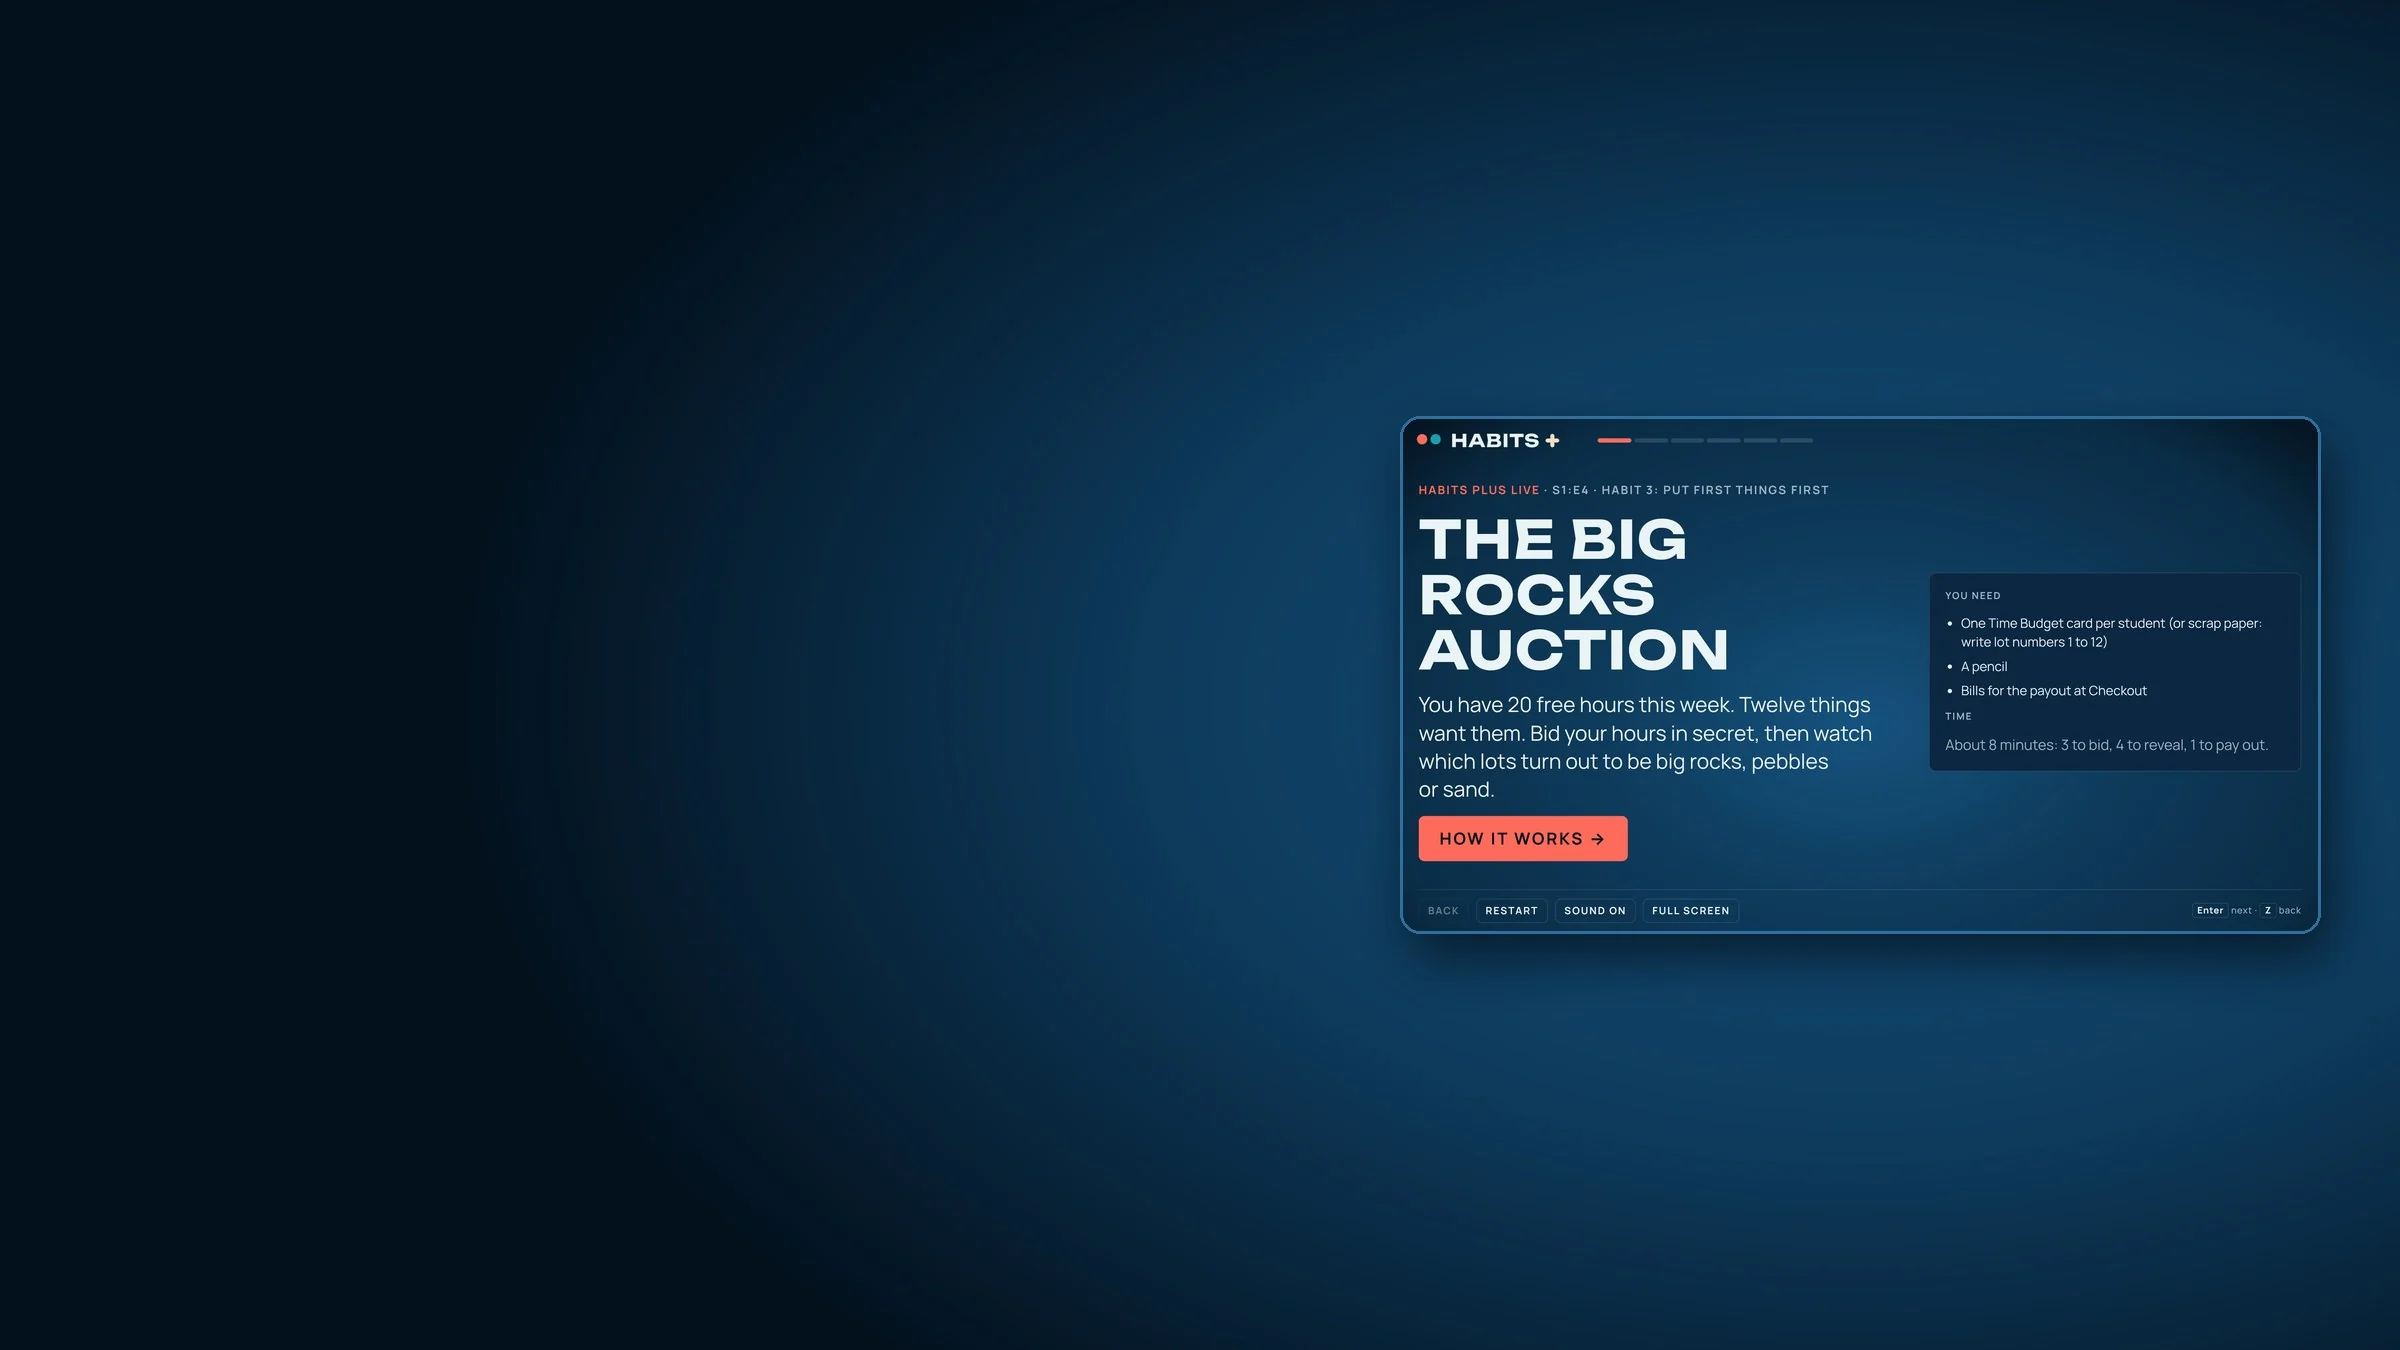 HABITS +
HABITS PLUS LIVE · S1:E4 · HABIT 3: PUT FIRST THINGS FIRST
THE BIG
ROCKS
AUCTION
You have 20 free hours this week. Twelve things
want them. Bid your hours in secret, then watch
which lots turn out to be big rocks, pebbles
or sand.
HOW IT WORKS →
YOU NEED
• One Time Budget card per student (or scrap paper:
write lot numbers 1 to 12)
• A pencil
• Bills for the payout at Checkout
TIME
About 8 minutes: 3 to bid, 4 to reveal, 1 to pay out.
BACK RESTART SOUND ON FULL SCREEN
Enter next · Z back